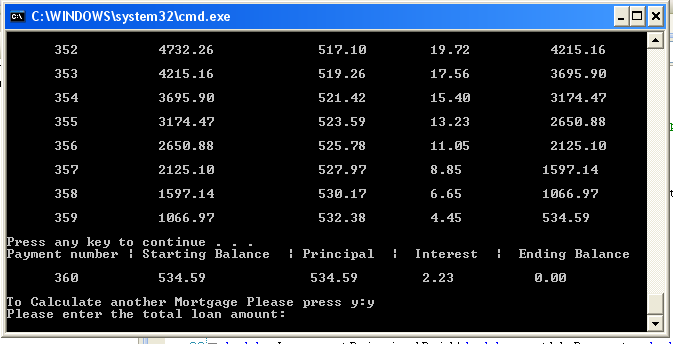 C:\WINDOWS\system32\cmd.exe
352 4732.26 517.10 19.72 4215.16
353 4215.16 519.26 17.56 3695.90
354 3695.90 521.42 15.40 3174.47
355 3174.47 523.59 13.23 2650.88
356 2650.88 525.78 11.05 2125.10
357 2125.10 527.97 8.85 1597.14
358 1597.14 530.17 6.65 1066.97
359 1066.97 532.38 4.45 534.59
Press any key to continue . . .
Payment number ¦ Starting Balance ¦ Principal ¦ Interest ¦ Ending Balance
360 534.59 534.59 2.23 0.00
To Calculate another Mortgage Please press y:y
Please enter the total loan amount: